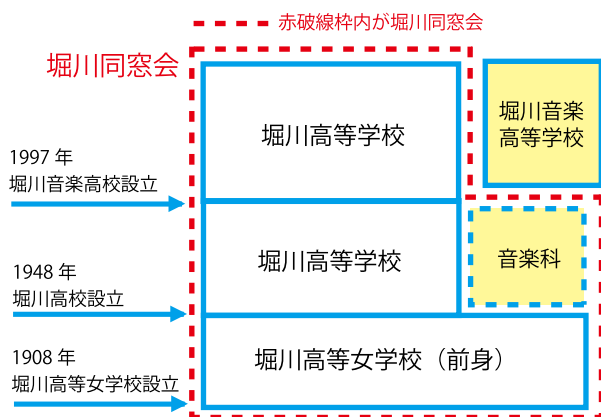 赤破線枠内が堀川同窓会
堀川同窓会
堀川高等学校
堀川音楽
高等学校
1997 年
堀川音楽高校設立
堀川高等学校
音楽科
1948 年
堀川高校設立
堀川高等女学校（前身）
1908 年
堀川高等女学校設立